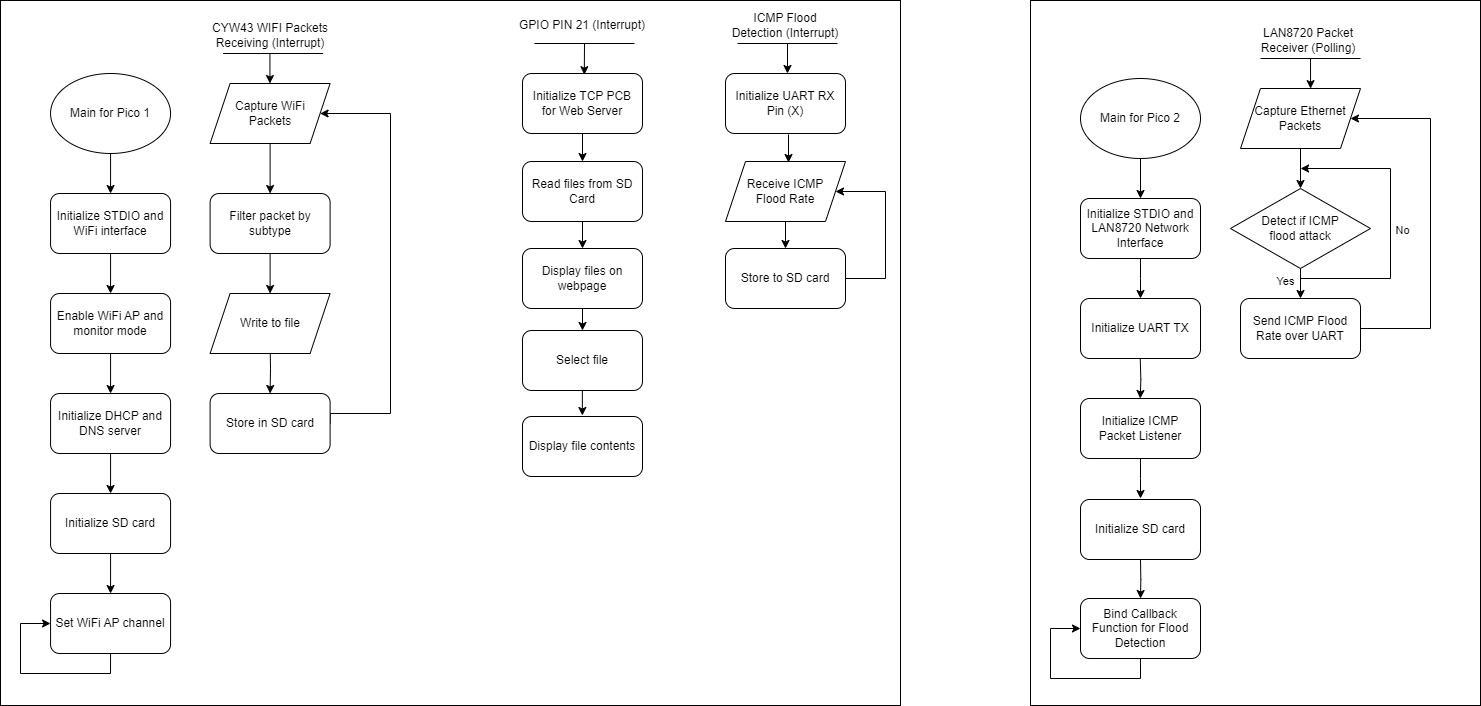 Main for Pico 1
Initialize STDIO and
WiFi interface
Enable WiFi AP and
monitor mode
Initialize DHCP and
DNS server
Initialize SD card
Set WiFi AP channel
CYW43 WIFI Packets
Receiving (Interrupt)
Capture WiFi
Packets
Filter packet by
subtype
Write to file
Store in SD card
GPIO PIN 21 (Interrupt)
Initialize TCP PCB
for Web Server
Read files from SD
Card
Display files on
webpage
Select file
Display file contents
ICMP Flood
Detection (Interrupt)
Initialize UART RX
Pin (X)
Receive ICMP
Flood Rate
Store to SD card
Main for Pico 2
Initialize STDIO and
LAN8720 Network
Interface
Initialize UART TX
Initialize ICMP
Packet Listener
Initialize SD card
Bind Callback
Function for Flood
Detection
LAN8720 Packet
Receiver (Polling)
Capture Ethernet
Packets
Detect if ICMP
flood attack
No
Yes
Send ICMP Flood
Rate over UART